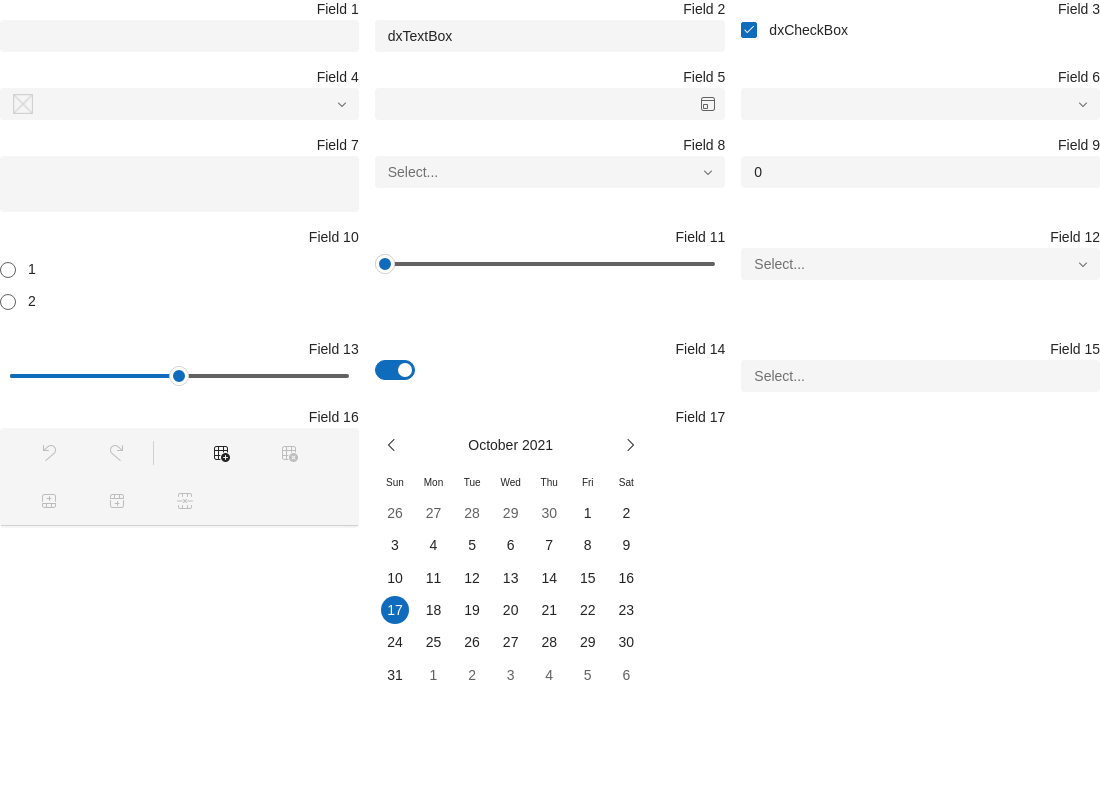 Field 1
Field 2
dxTextBox
Field 3
dxCheckBox
Field 4
Field 5
Field 6
Field 7
Field 8
Select...
Field 9
0
Field 10
1
2
Field 11
Field 12
Select...
Field 13
Field 14
Field 15
Select...
Field 16
Field 17
October 2021
Sun Mon Tue Wed Thu Fri Sat
26 27 28 29 30 1 2
3 4 5 6 7 8 9
10 11 12 13 14 15 16
17 18 19 20 21 22 23
24 25 26 27 28 29 30
31 1 2 3 4 5 6